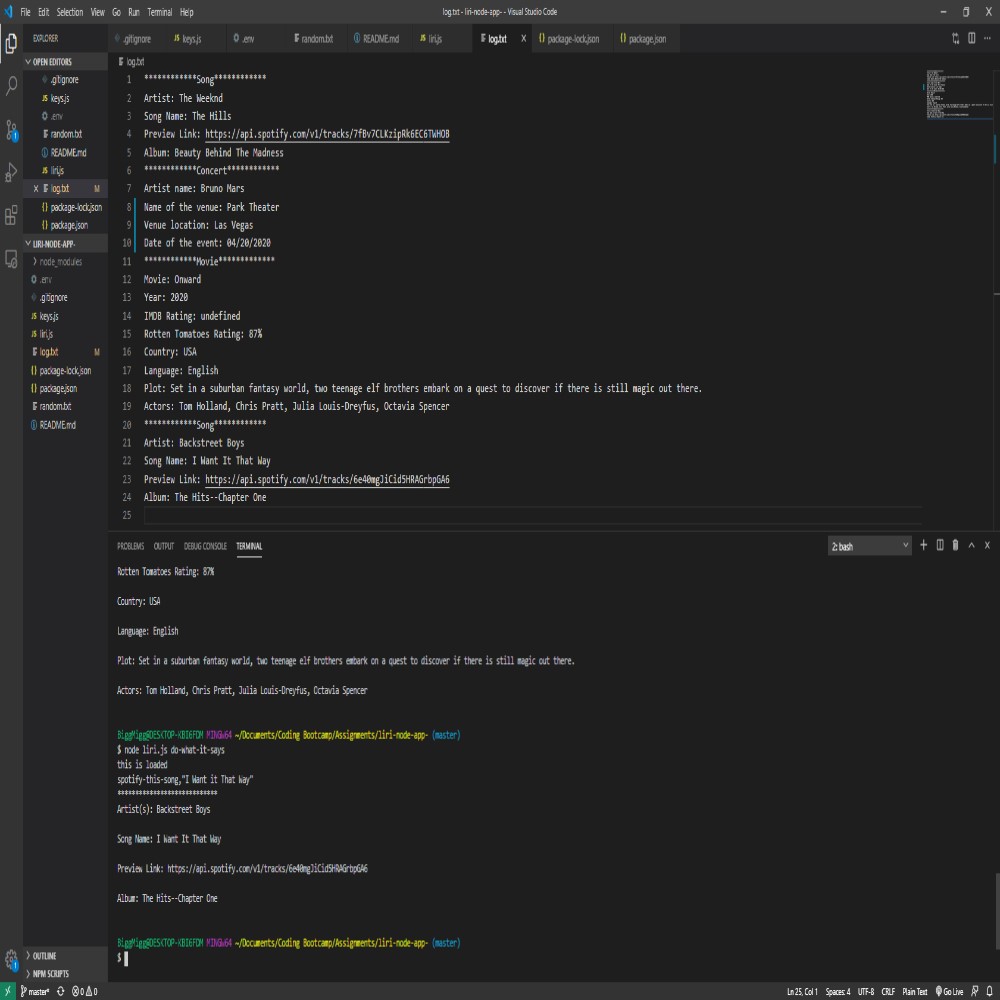 File Edit Selection View Go Run Terminal Help log.txt - liri-node-app- - Visual Studio Code
EXPLORER
.gitignore JS keys.js .env random.txt README.md JS liri.js log.txt X {} package-lock.json {} package.json
OPEN EDITORS
.gitignore
JS keys.js
.env
random.txt
README.md
JS liri.js
X log.txt M
{} package-lock.json
{} package.json
LIRI-NODE-APP-
node_modules
.env
.gitignore
JS keys.js
JS liri.js
log.txt M
{} package-lock.json
{} package.json
random.txt
README.md
OUTLINE
NPM SCRIPTS
log.txt
1 ************Song************
2 Artist: The Weeknd
3 Song Name: The Hills
4 Preview Link: https://api.spotify.com/v1/tracks/7fBv7CLKzipRk6EC6TWHOB
5 Album: Beauty Behind The Madness
6 ************Concert************
7 Artist name: Bruno Mars
8 Name of the venue: Park Theater
9 Venue location: Las Vegas
10 Date of the event: 04/20/2020
11 ************Movie*************
12 Movie: Onward
13 Year: 2020
14 IMDB Rating: undefined
15 Rotten Tomatoes Rating: 87%
16 Country: USA
17 Language: English
18 Plot: Set in a suburban fantasy world, two teenage elf brothers embark on a quest to discover if there is still magic out there.
19 Actors: Tom Holland, Chris Pratt, Julia Louis-Dreyfus, Octavia Spencer
20 ************Song************
21 Artist: Backstreet Boys
22 Song Name: I Want It That Way
23 Preview Link: https://api.spotify.com/v1/tracks/6e40mgJiCid5HRAGrbpGA6
24 Album: The Hits--Chapter One
25
PROBLEMS OUTPUT DEBUG CONSOLE TERMINAL 2: bash
Rotten Tomatoes Rating: 87%
Country: USA
Language: English
Plot: Set in a suburban fantasy world, two teenage elf brothers embark on a quest to discover if there is still magic out there.
Actors: Tom Holland, Chris Pratt, Julia Louis-Dreyfus, Octavia Spencer
BiggMigg@DESKTOP-KBI6FDM MINGW64 ~/Documents/Coding Bootcamp/Assignments/liri-node-app- (master)
$ node liri.js do-what-it-says
this is loaded
spotify-this-song,"I Want it That Way"
****************************
Artist(s): Backstreet Boys
Song Name: I Want It That Way
Preview Link: https://api.spotify.com/v1/tracks/6e40mgJiCid5HRAGrbpGA6
Album: The Hits--Chapter One
BiggMigg@DESKTOP-KBI6FDM MINGW64 ~/Documents/Coding Bootcamp/Assignments/liri-node-app- (master)
$
master* 0 0 Ln 25, Col 1 Spaces: 4 UTF-8 CRLF Plain Text Go Live